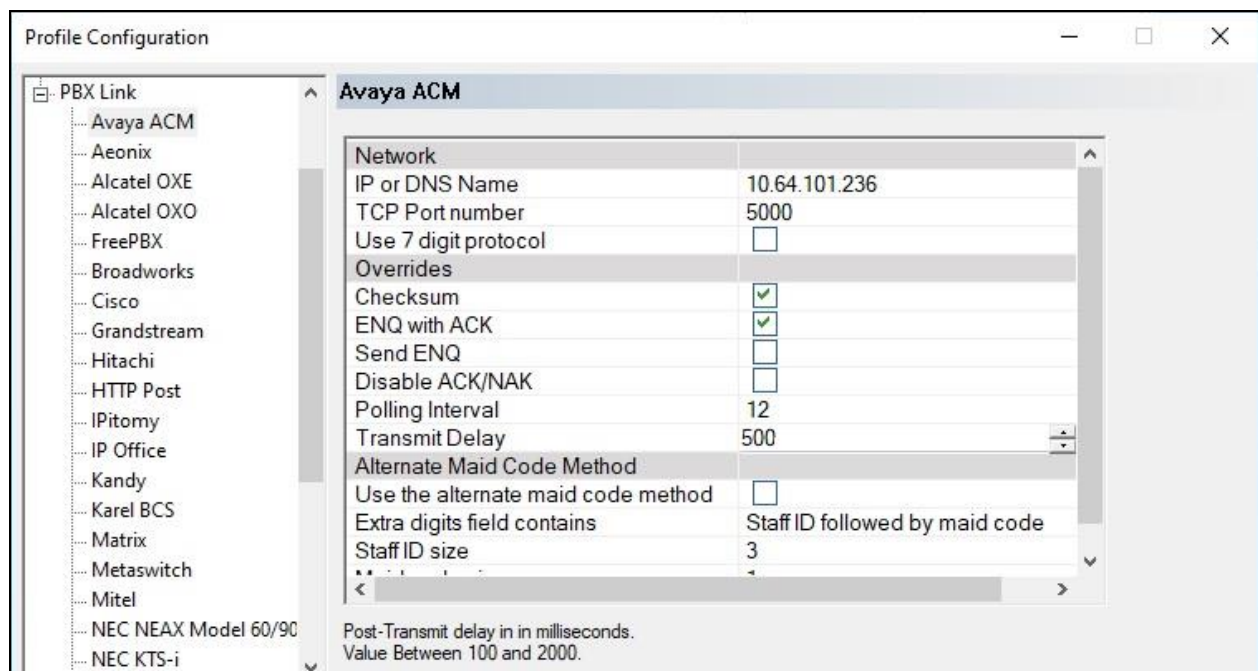 Profile Configuration
PBX Link
Avaya ACM
Aeonix
Alcatel OXE
Alcatel OXO
FreePBX
Broadworks
Cisco
Grandstream
Hitachi
HTTP Post
IPitomy
IP Office
Kandy
Karel BCS
Matrix
Metaswitch
Mitel
NEC NEAX Model 60/90
NEC KTS-i
Avaya ACM
Network
IP or DNS Name 10.64.101.236
TCP Port number 5000
Use 7 digit protocol
Overrides
Checksum
ENQ with ACK
Send ENQ
Disable ACK/NAK
Polling Interval 12
Transmit Delay 500
Alternate Maid Code Method
Use the alternate maid code method
Extra digits field contains Staff ID followed by maid code
Staff ID size 3
Post-Transmit delay in in milliseconds.
Value Between 100 and 2000.